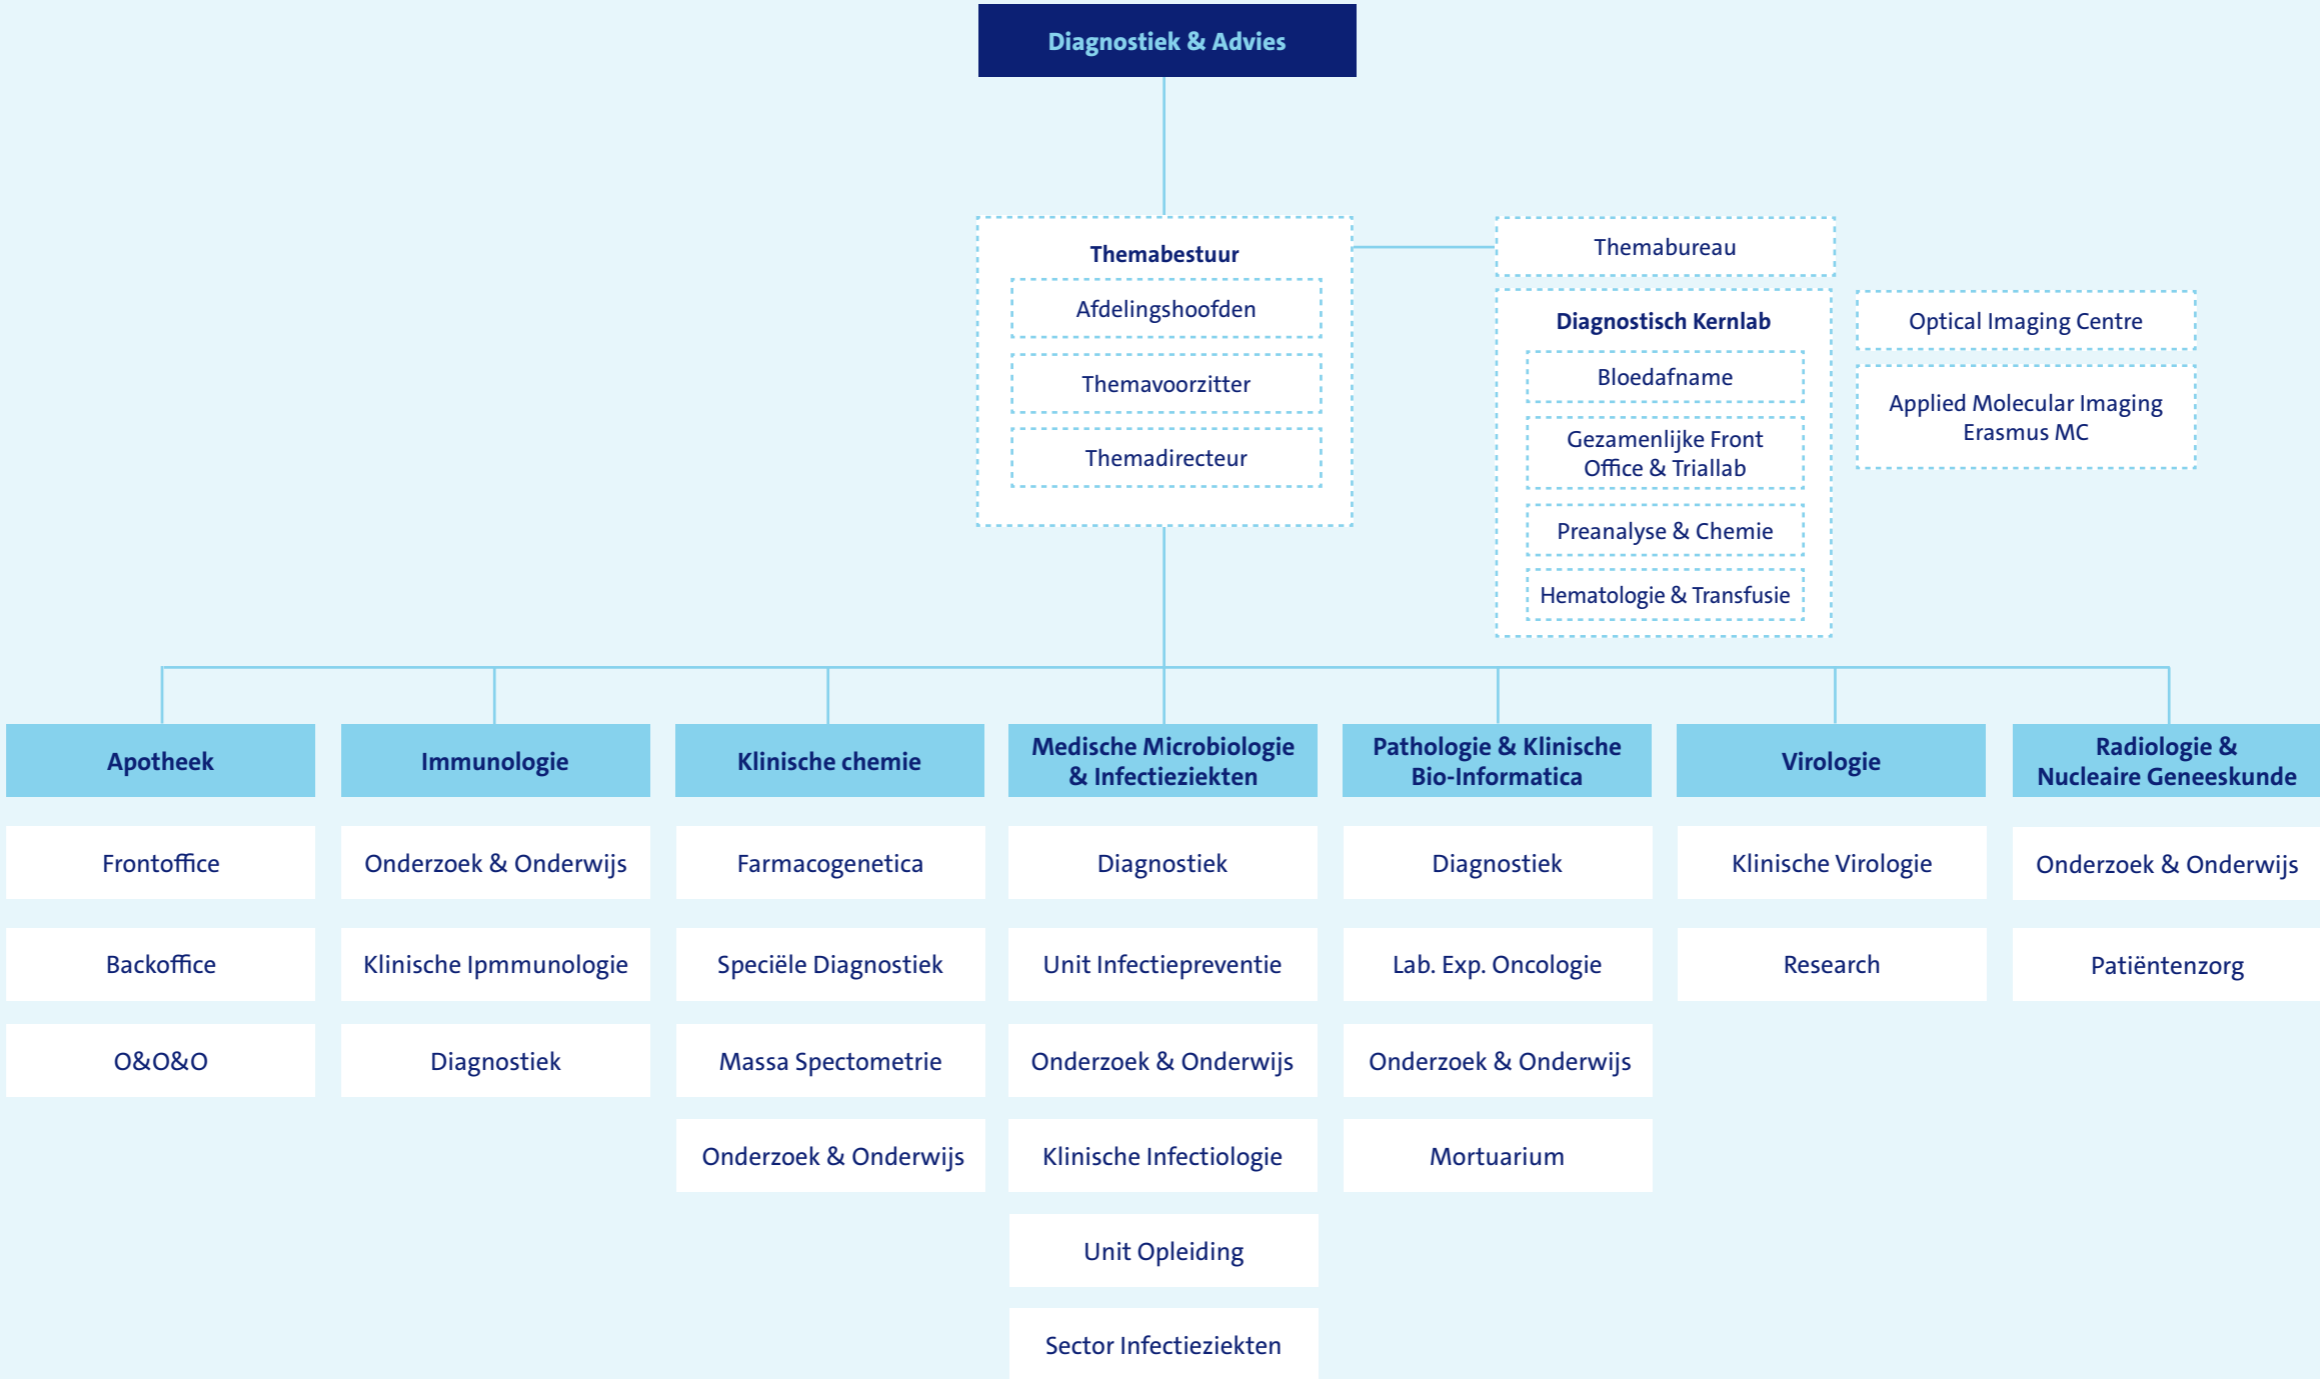 Diagnostiek & Advies
Themabestuur
Afdelingshoofden
Themavoorzitter
Themadirecteur
Themabureau
Diagnostisch Kernlab
Bloedafname
Gezamenlijke Front
Office & Triallab
Preanalyse & Chemie
Hematologie & Transfusie
Optical Imaging Centre
Applied Molecular Imaging
Erasmus MC
Apotheek
Frontoffice
Backoffice
O&O&O
Immunologie
Onderzoek & Onderwijs
Klinische Ipmmunologie
Diagnostiek
Klinische chemie
Farmacogenetica
Speciële Diagnostiek
Massa Spectometrie
Onderzoek & Onderwijs
Medische Microbiologie
& Infectieziekten
Diagnostiek
Unit Infectiepreventie
Onderzoek & Onderwijs
Klinische Infectiologie
Unit Opleiding
Sector Infectieziekten
Pathologie & Klinische
Bio-Informatica
Diagnostiek
Lab. Exp. Oncologie
Onderzoek & Onderwijs
Mortuarium
Virologie
Klinische Virologie
Research
Radiologie &
Nucleaire Geneeskunde
Onderzoek & Onderwijs
Patiëntenzorg